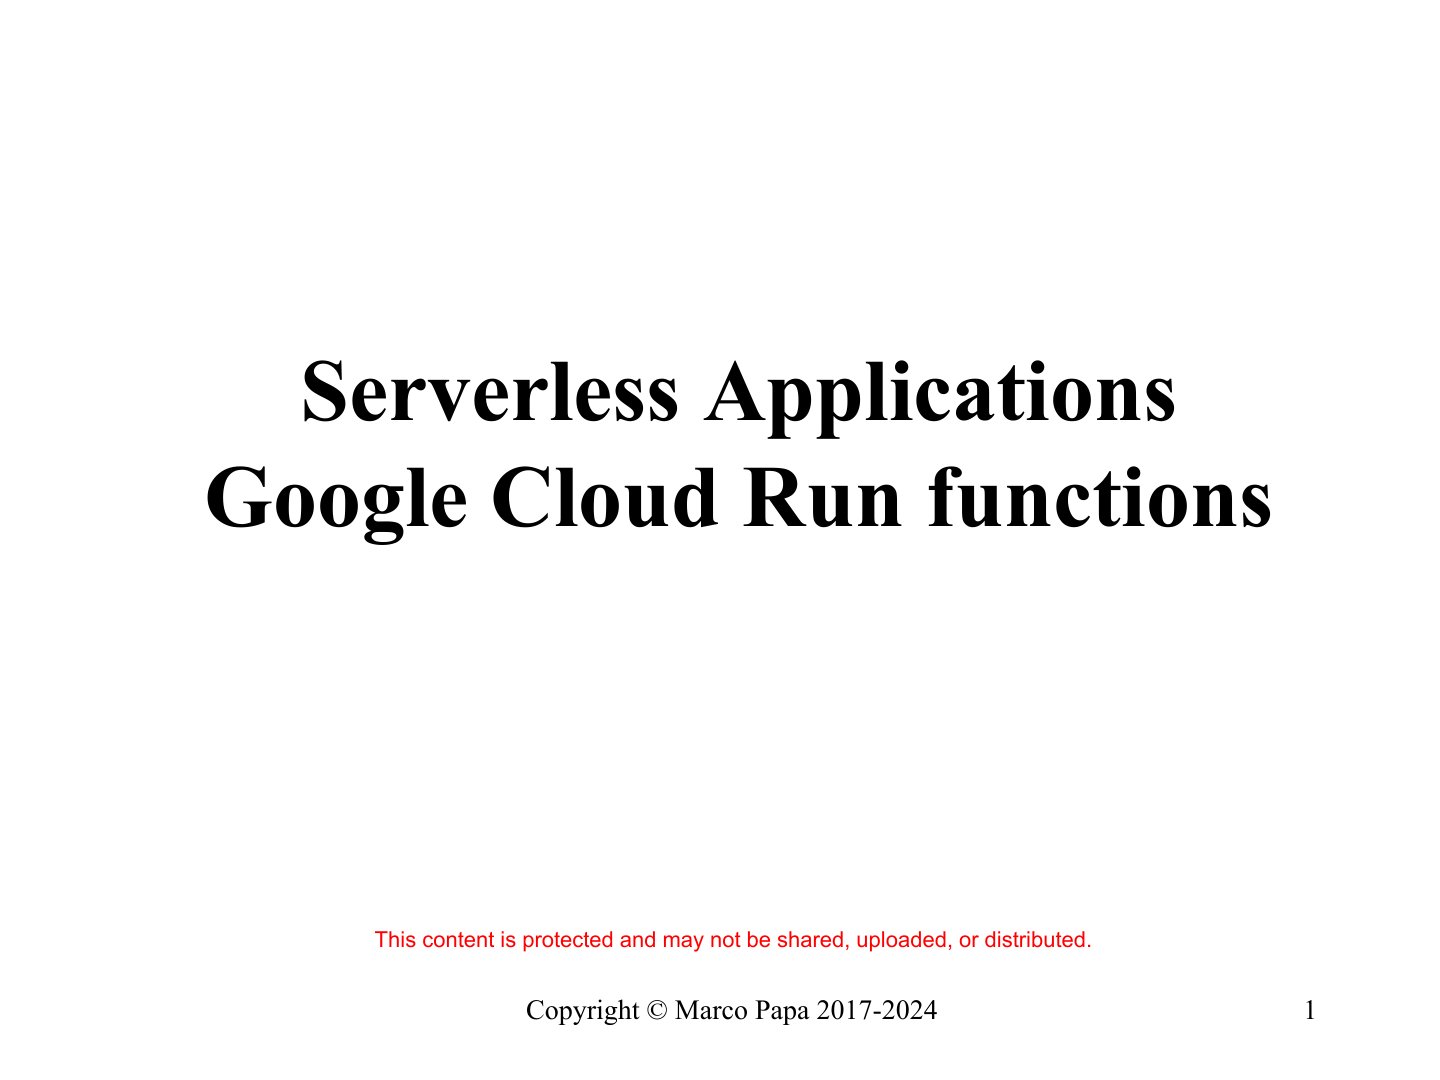 Serverless Applications
Google Cloud Run functions
This content is protected and may not be shared, uploaded, or distributed.
Copyright © Marco Papa 2017-2024
1